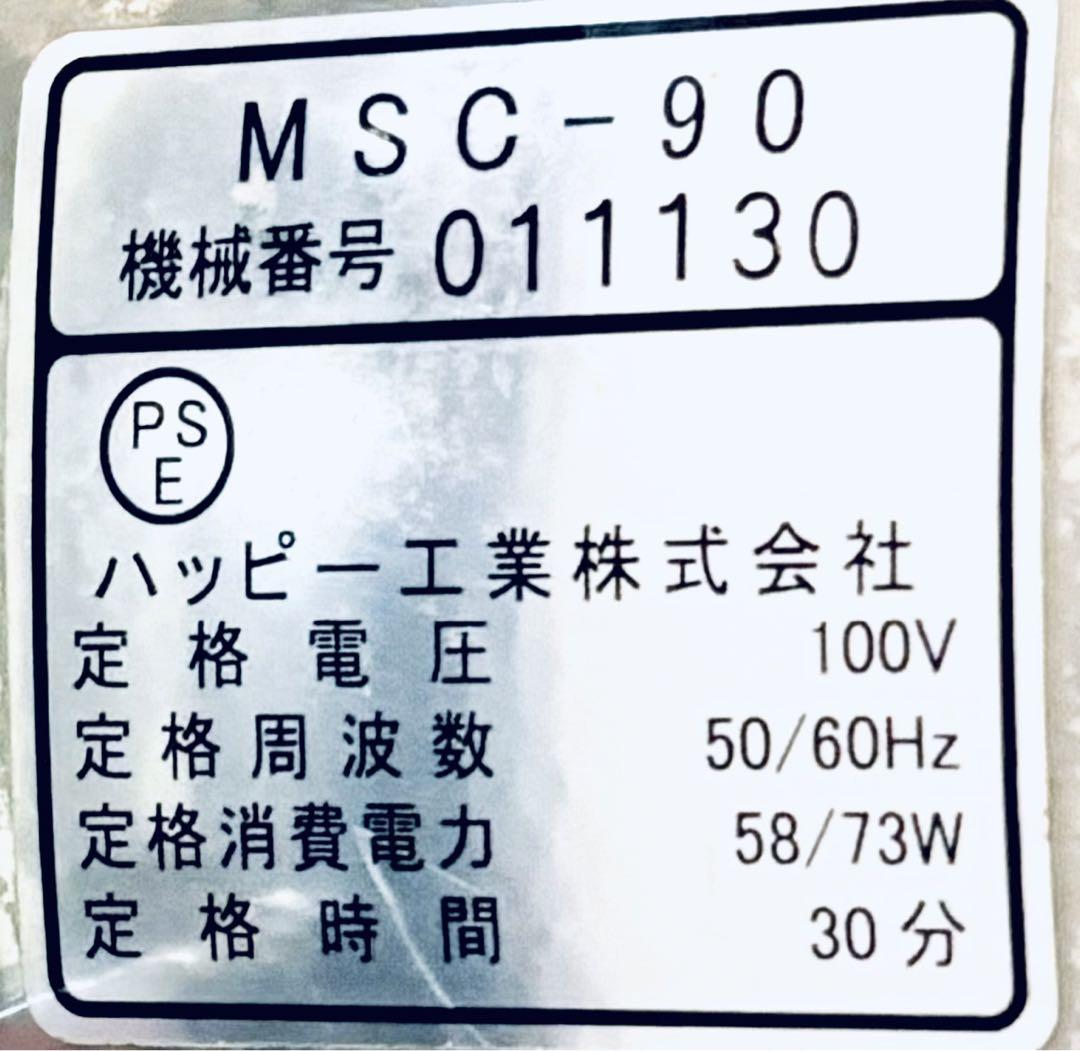 MSC-90
機械番号 011130
PS
E
ハッピー工業株式会社
定格電圧 100V
定格周波数 50/60Hz
定格消費電力 58/73W
定格時間 30分